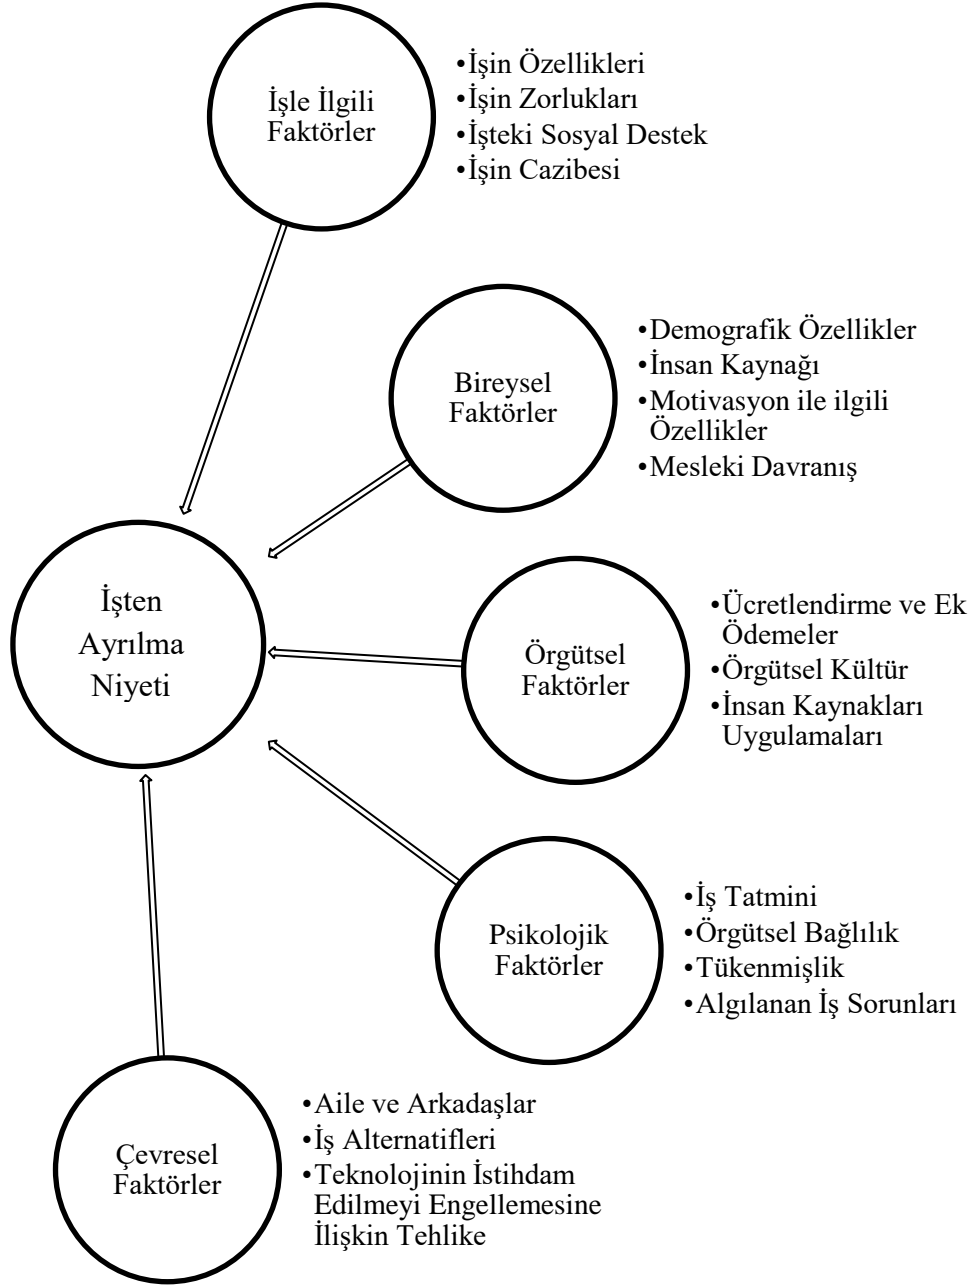 İşle İlgili
Faktörler
•İşin Özellikleri
•İşin Zorlukları
•İşteki Sosyal Destek
•İşin Cazibesi
Bireysel
Faktörler
•Demografik Özellikler
•İnsan Kaynağı
•Motivasyon ile ilgili
Özellikler
•Mesleki Davranış
İşten
Ayrılma
Niyeti
Örgütsel
Faktörler
•Ücretlendirme ve Ek
Ödemeler
•Örgütsel Kültür
•İnsan Kaynakları
Uygulamaları
Psikolojik
Faktörler
•İş Tatmini
•Örgütsel Bağlılık
•Tükenmişlik
•Algılanan İş Sorunları
Çevresel
Faktörler
•Aile ve Arkadaşlar
•İş Alternatifleri
•Teknolojinin İstihdam
Edilmeyi Engellemesine
İlişkin Tehlike